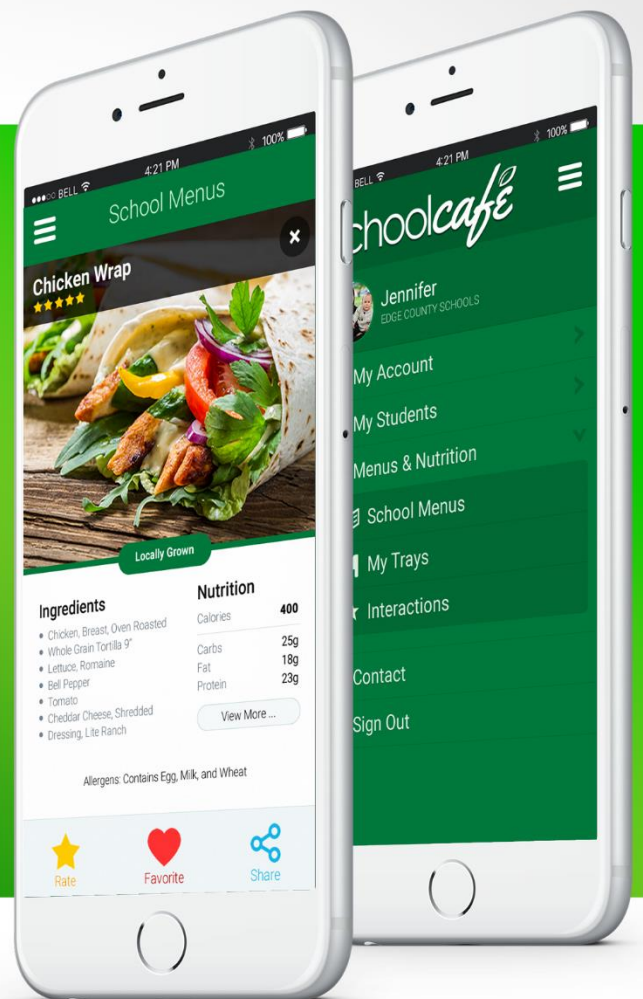 BELL
4:21 PM
100%
School Menus
Chicken Wrap
Locally Grown
Ingredients
Chicken, Breast, Oven Roasted
Whole Grain Tortilla 9"
Lettuce, Romaine
Bell Pepper
Tomato
Cheddar Cheese, Shredded
Dressing, Lite Ranch
Nutrition
Calories 400
Carbs 25g
Fat 18g
Protein 23g
View More ...
Allergens: Contains Egg, Milk, and Wheat
Rate
Favorite
Share
BELL
4:21 PM
100%
choolcafé
Jennifer
EDGE COUNTY SCHOOLS
My Account
My Students
Menus & Nutrition
School Menus
My Trays
Interactions
Contact
Sign Out